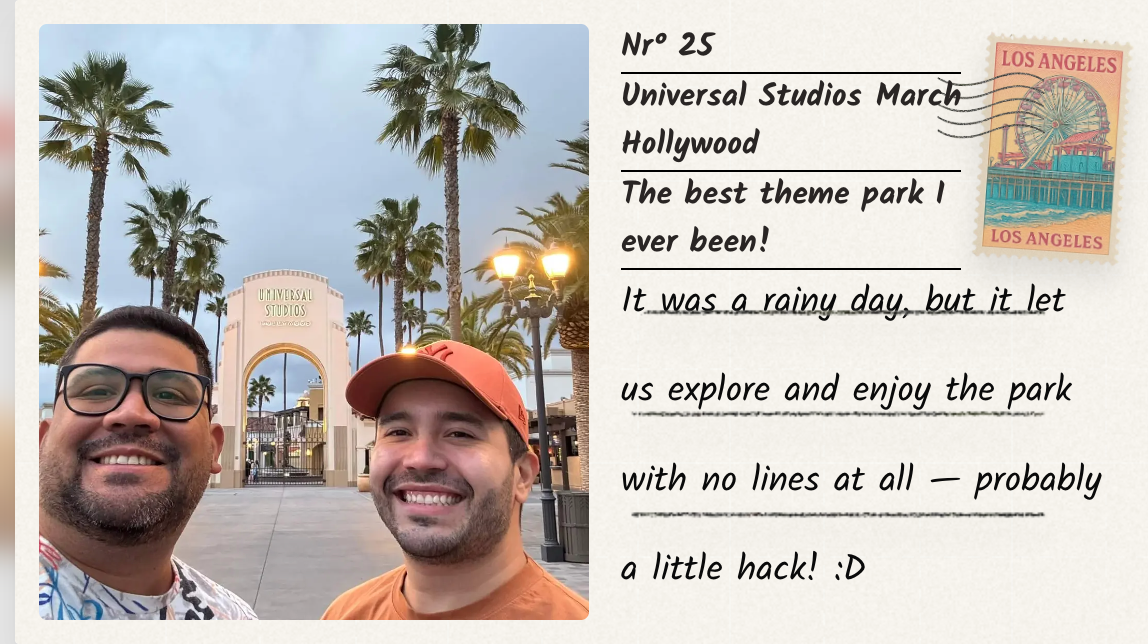 UNIVERSAL
STUDIOS
HOLLYWOOD
Nrº 25
Universal Studios March
Hollywood
The best theme park I
ever been!
It was a rainy day, but it let
us explore and enjoy the park
with no lines at all — probably
a little hack! :D
LOS ANGELES
LOS ANGELES